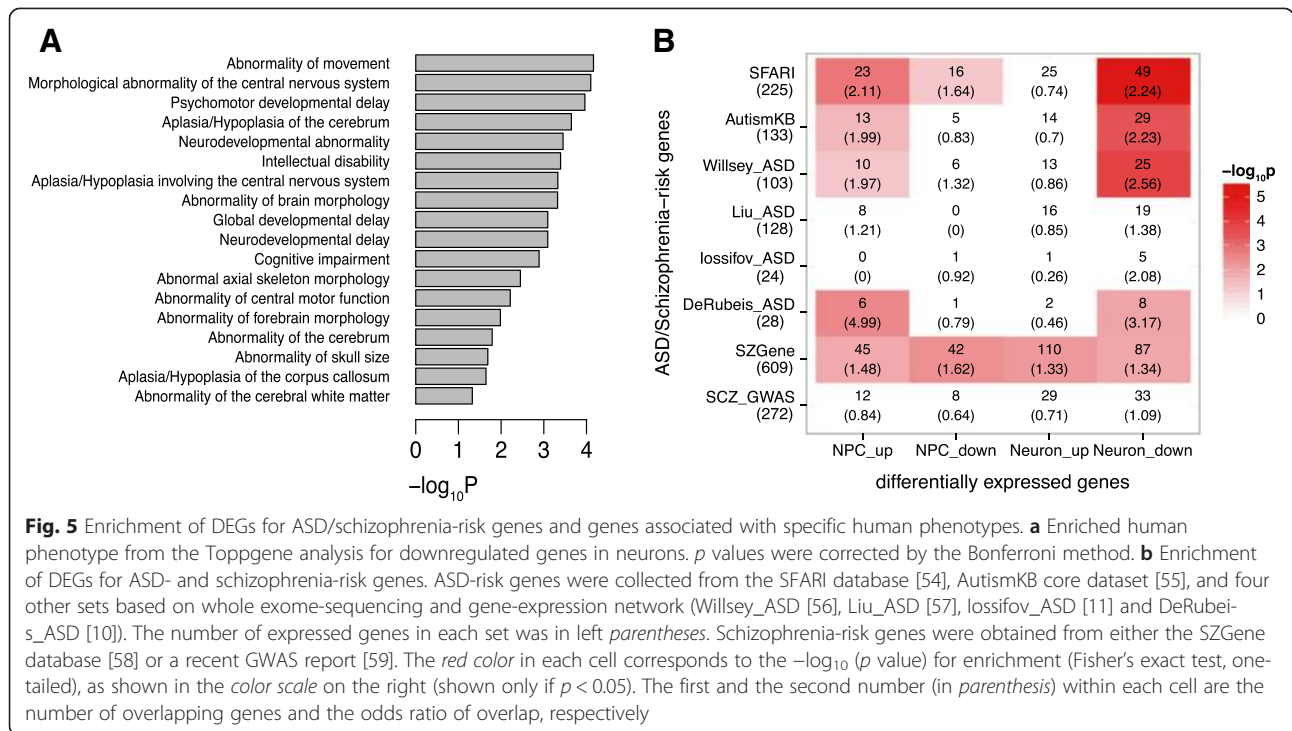 A
Abnormality of movement
Morphological abnormality of the central nervous system
Psychomotor developmental delay
Aplasia/Hypoplasia of the cerebrum
Neurodevelopmental abnormality
Intellectual disability
Aplasia/Hypoplasia involving the central nervous system
Abnormality of brain morphology
Global developmental delay
Neurodevelopmental delay
Cognitive impairment
Abnormal axial skeleton morphology
Abnormality of central motor function
Abnormality of forebrain morphology
Abnormality of the cerebrum
Abnormality of skull size
Aplasia/Hypoplasia of the corpus callosum
Abnormality of the cerebral white matter
0 1 2 3 4
−log10P
B
ASD/Schizophrenia−risk genes
SFARI 23 16 25 49
(225) (2.11) (1.64) (0.74) (2.24)
AutismKB 13 5 14 29
(133) (1.99) (0.83) (0.7) (2.23)
Willsey_ASD 10 6 13 25
(103) (1.97) (1.32) (0.86) (2.56)
Liu_ASD 8 0 16 19
(128) (1.21) (0) (0.85) (1.38)
Iossifov_ASD 0 1 1 5
(24) (0) (0.92) (0.26) (2.08)
DeRubeis_ASD 6 1 2 8
(28) (4.99) (0.79) (0.46) (3.17)
SZGene 45 42 110 87
(609) (1.48) (1.62) (1.33) (1.34)
SCZ_GWAS 12 8 29 33
(272) (0.84) (0.64) (0.71) (1.09)
NPC_up NPC_down Neuron_up Neuron_down
differentially expressed genes
−log10p
5
4
3
2
1
0
Fig. 5 Enrichment of DEGs for ASD/schizophrenia-risk genes and genes associated with specific human phenotypes. a Enriched human
phenotype from the Toppgene analysis for downregulated genes in neurons. p values were corrected by the Bonferroni method. b Enrichment
of DEGs for ASD- and schizophrenia-risk genes. ASD-risk genes were collected from the SFARI database [54], AutismKB core dataset [55], and four
other sets based on whole exome-sequencing and gene-expression network (Willsey_ASD [56], Liu_ASD [57], Iossifov_ASD [11] and DeRubei-
s_ASD [10]). The number of expressed genes in each set was in left parentheses. Schizophrenia-risk genes were obtained from either the SZGene
database [58] or a recent GWAS report [59]. The red color in each cell corresponds to the −log10 (p value) for enrichment (Fisher's exact test, one-
tailed), as shown in the color scale on the right (shown only if p < 0.05). The first and the second number (in parenthesis) within each cell are the
number of overlapping genes and the odds ratio of overlap, respectively